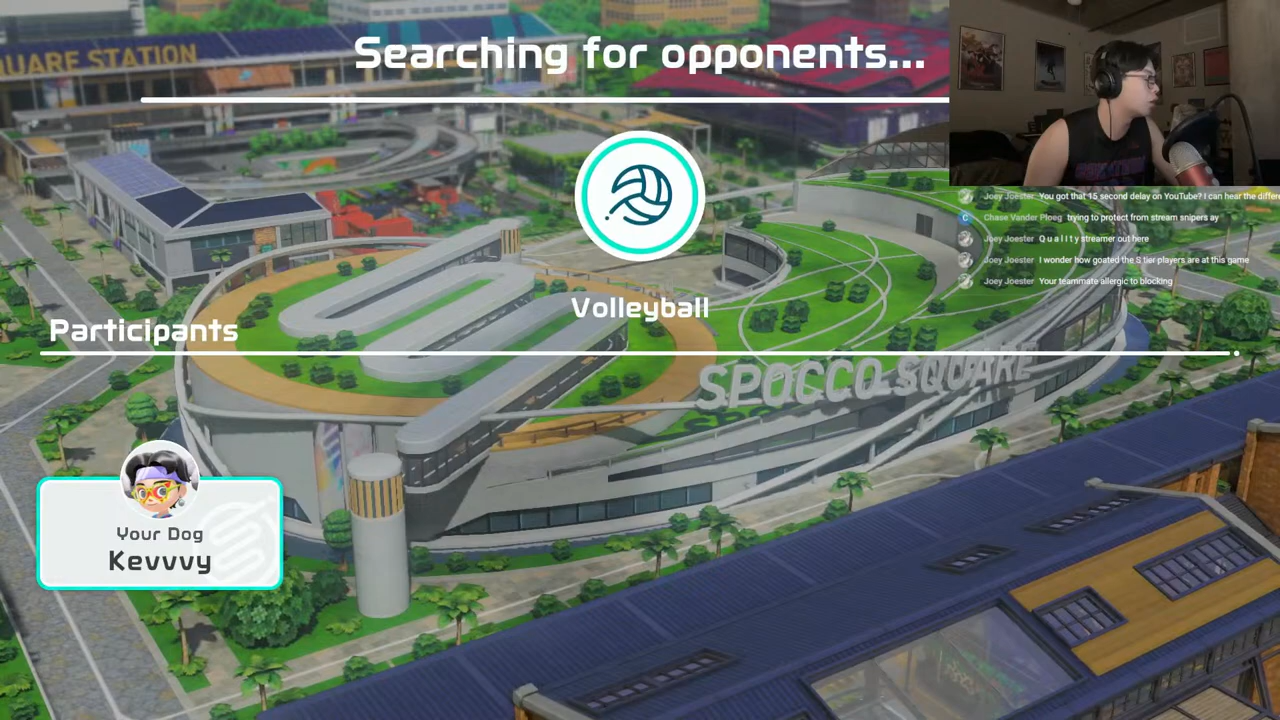 Searching for opponents...
SQUARE STATION
Joey Joester You got that 15 second delay on YouTube? I can hear the
Chase Vander Ploeg trying to protect from stream snipers ay
Joey Joester Q u a l i t y streamer out here
Joey Joester I wonder how goated the S tier players are at this game
Joey Joester Your teammate allergic to blocking
Volleyball
Participants
SPOCCO SQUARE
Your Dog
Kevvvy